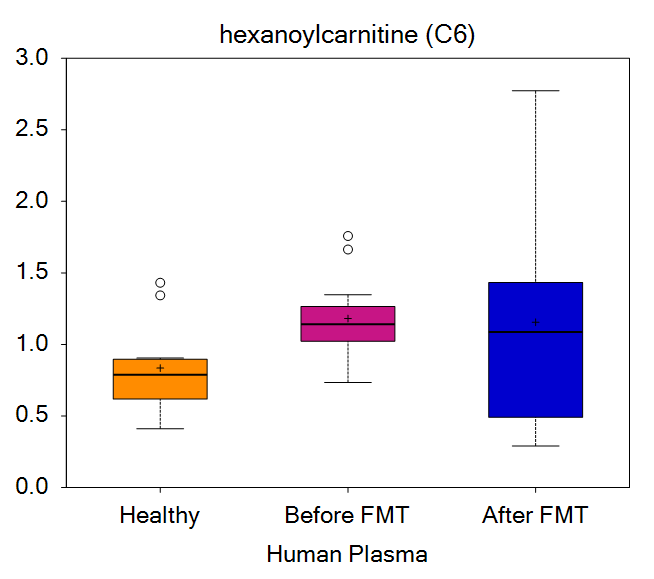 hexanoylcarnitine (C6)
3.0
2.5
2.0
1.5
1.0
0.5
0.0
Healthy
Before FMT
After FMT
Human Plasma